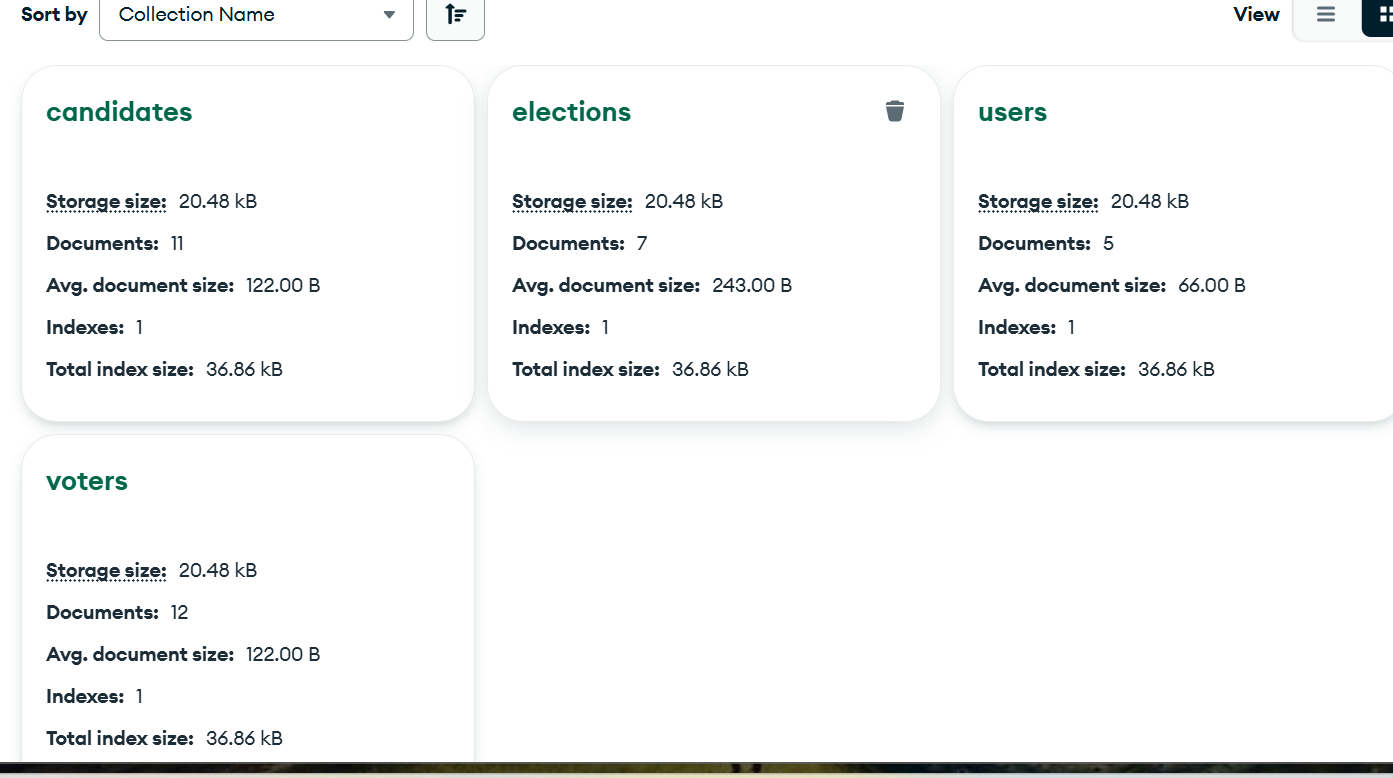 Sort by Collection Name View
candidates
Storage size: 20.48 kB
Documents: 11
Avg. document size: 122.00 B
Indexes: 1
Total index size: 36.86 kB
elections
Storage size: 20.48 kB
Documents: 7
Avg. document size: 243.00 B
Indexes: 1
Total index size: 36.86 kB
users
Storage size: 20.48 kB
Documents: 5
Avg. document size: 66.00 B
Indexes: 1
Total index size: 36.86 kB
voters
Storage size: 20.48 kB
Documents: 12
Avg. document size: 122.00 B
Indexes: 1
Total index size: 36.86 kB